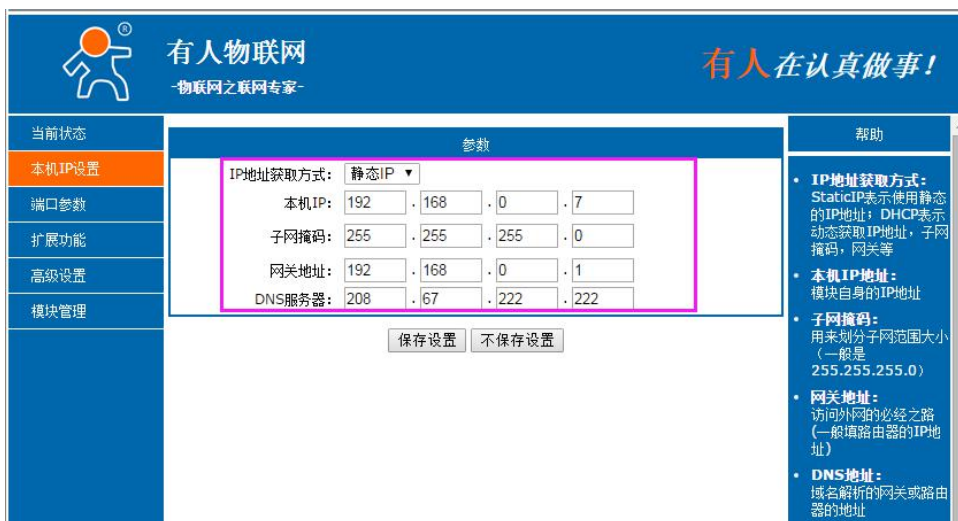 ®
有人物联网
-物联网之联网专家-
有人在认真做事!
当前状态
本机IP设置
端口参数
扩展功能
高级设置
模块管理
参数
IP地址获取方式: 静态IP ▼
本机IP: 192 . 168 . 0 . 7
子网掩码: 255 . 255 . 255 . 0
网关地址: 192 . 168 . 0 . 1
DNS服务器: 208 . 67 . 222 . 222
保存设置 不保存设置
帮助
• IP地址获取方式:
StaticIP表示使用静态
的IP地址; DHCP表示
动态获取IP地址,子网
掩码,网关等
• 本机IP地址:
模块自身的IP地址
• 子网掩码:
用来划分子网范围大小
(一般是
255.255.255.0)
• 网关地址:
访问外网的必经之路
(一般填路由器的IP地
址)
• DNS地址:
域名解析的网关或路由
器的地址